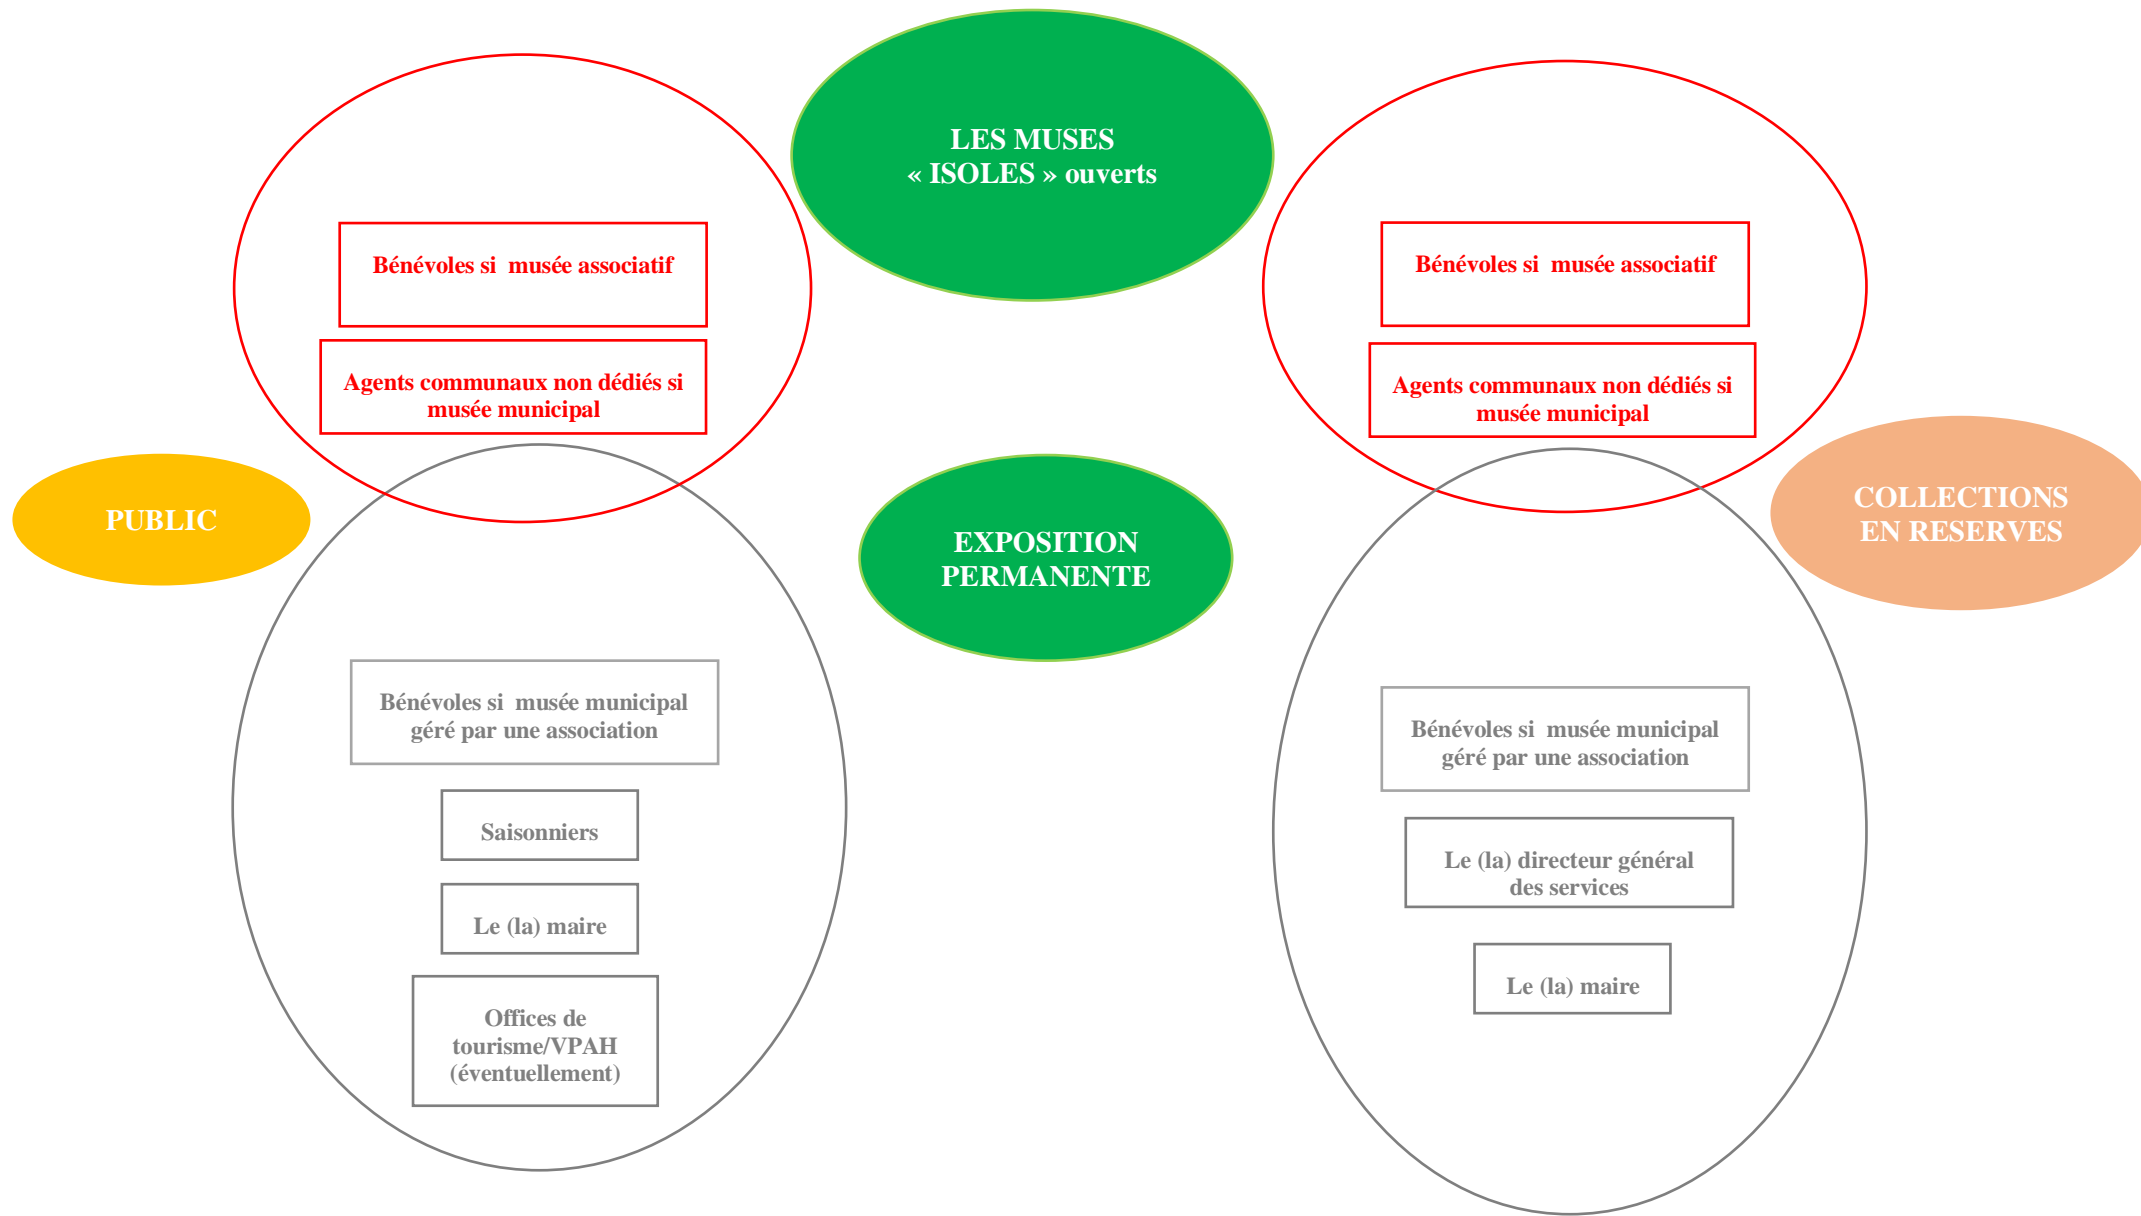 LES MUSES
« ISOLES » ouverts
Bénévoles si  musée associatif
Agents communaux non dédiés si
musée municipal
Bénévoles si  musée associatif
Agents communaux non dédiés si
musée municipal
PUBLIC
EXPOSITION
PERMANENTE
COLLECTIONS
EN RESERVES
Bénévoles si  musée municipal
géré par une association
Saisonniers
Le (la) maire
Offices de
tourisme/VPAH
(éventuellement)
Bénévoles si  musée municipal
géré par une association
Le (la) directeur général
des services
Le (la) maire